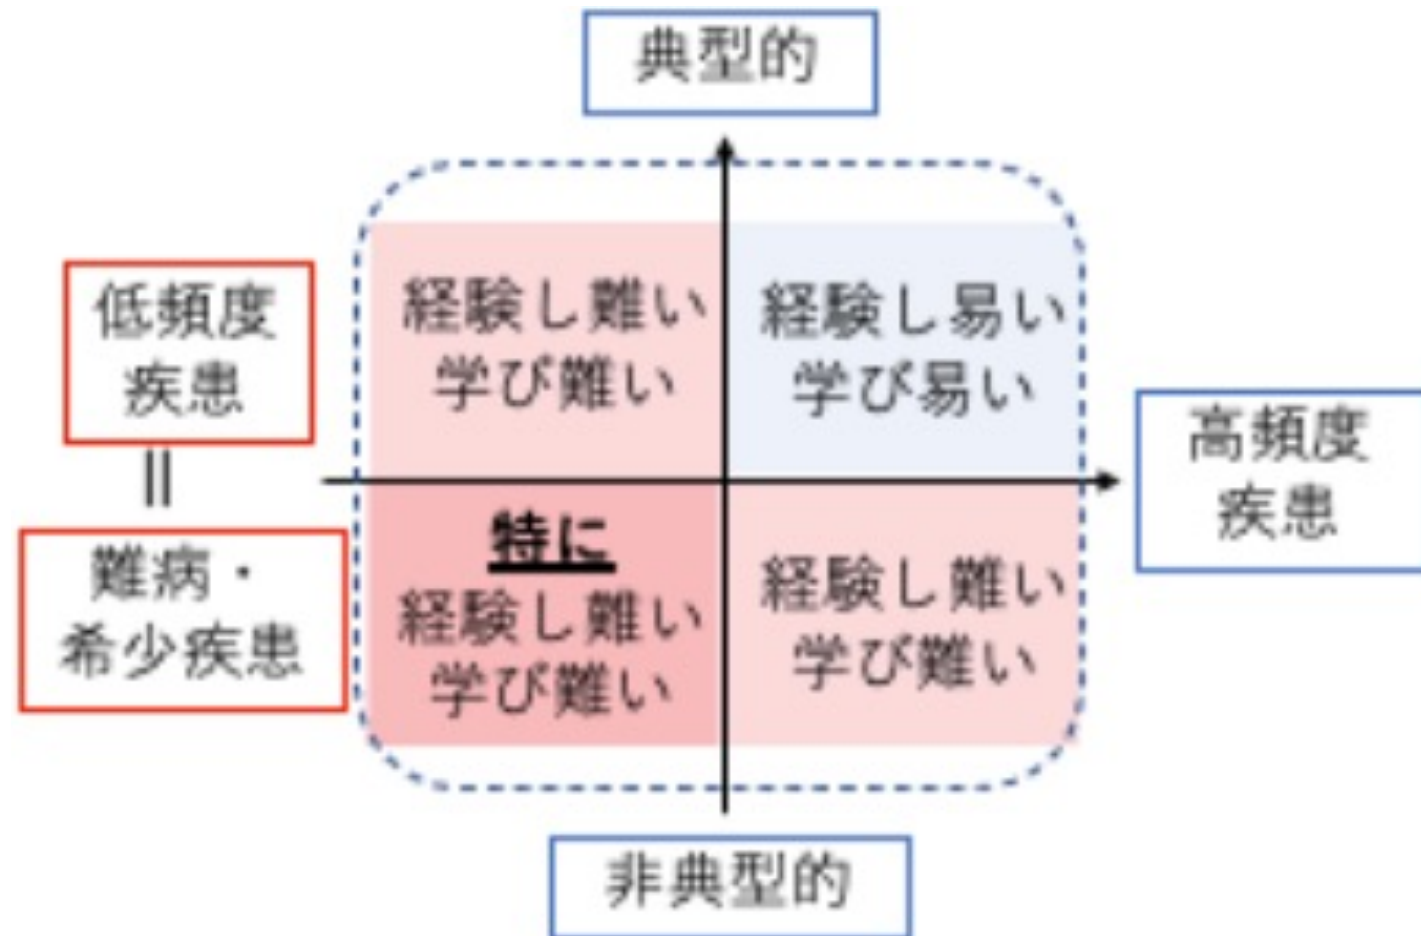 典型的
低頻度
疾患
||
難病・
希少疾患
経験し難い
学び難い
経験し易い
学び易い
特に
経験し難い
学び難い
経験し難い
学び難い
高頻度
疾患
非典型的